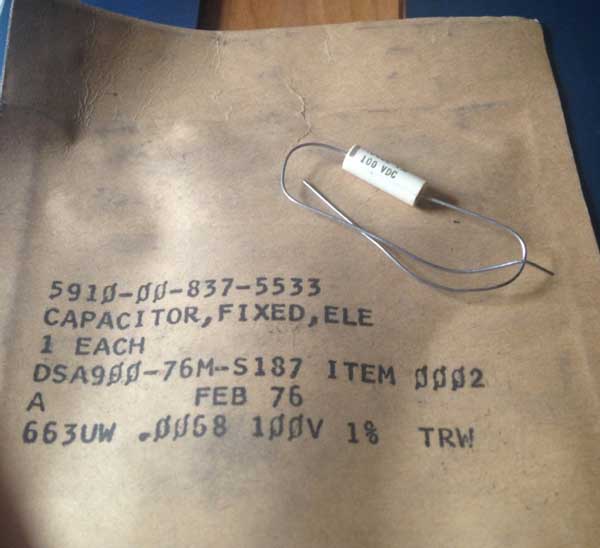 100 VDC
5910-00-837-5533
CAPACITOR,FIXED,ELE
1 EACH
DSA900-76M-S187 ITEM 0002
A FEB 76
663UW .0068 100V 1% TRW